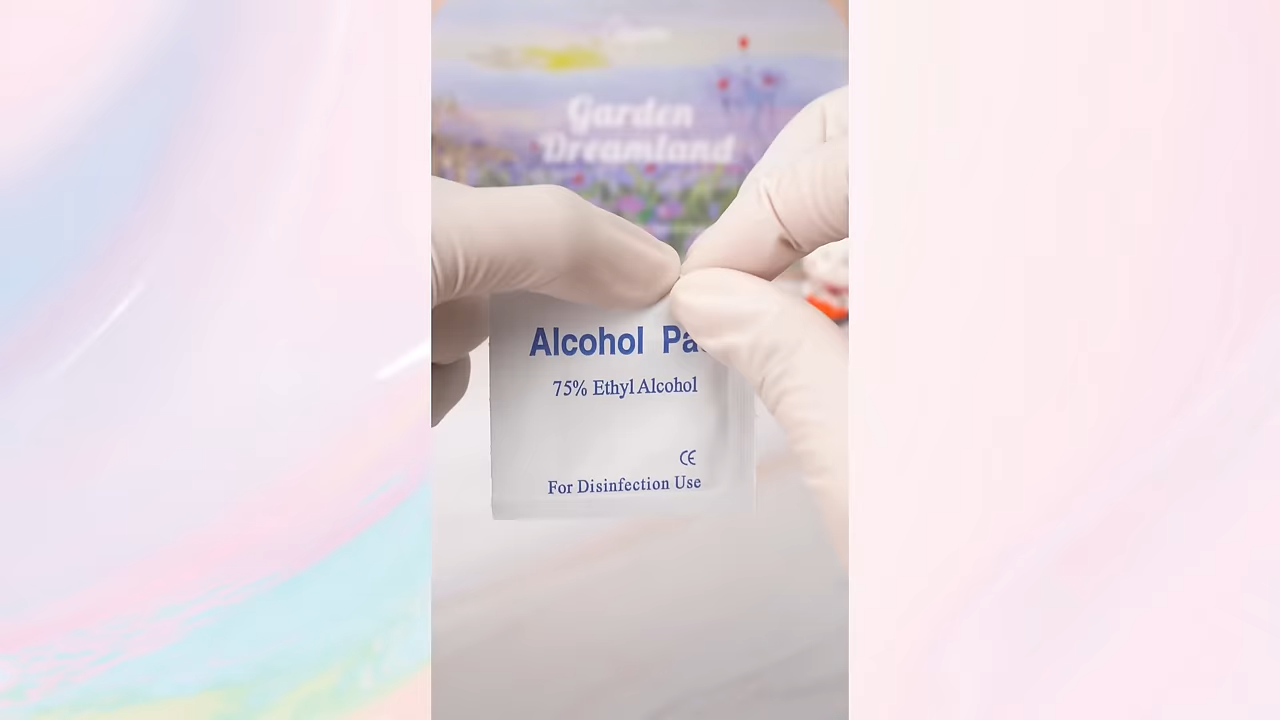 Garden
Dreamland
Alcohol Pa
75% Ethyl Alcohol
CE
For Disinfection Use